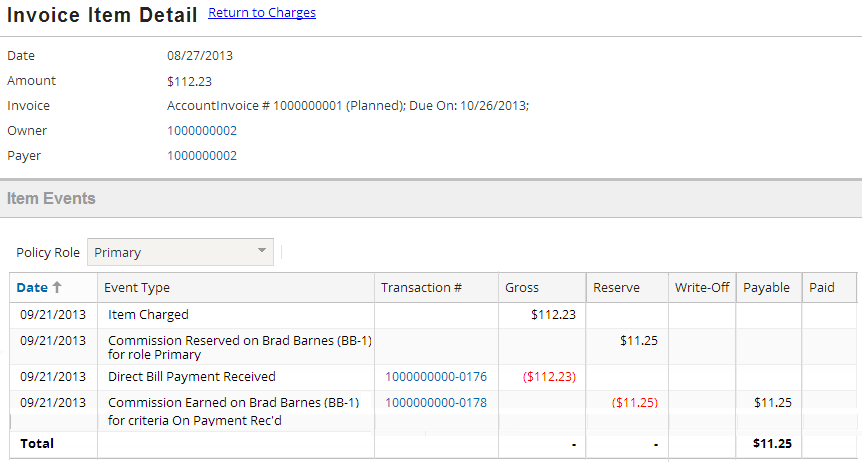 Invoice Item Detail Return to Charges
Date 08/27/2013
Amount $112.23
Invoice AccountInvoice # 1000000001 (Planned); Due On: 10/26/2013;
Owner 1000000002
Payer 1000000002
Item Events
Policy Role Primary
Date Event Type Transaction # Gross Reserve Write-Off Payable Paid
09/21/2013 Item Charged $112.23
09/21/2013 Commission Reserved on Brad Barnes (BB-1) $11.25
for role Primary
09/21/2013 Direct Bill Payment Received 1000000000-0176 ($112.23)
09/21/2013 Commission Earned on Brad Barnes (BB-1) 1000000000-0178 ($11.25) $11.25
for criteria On Payment Rec'd
Total - - $11.25